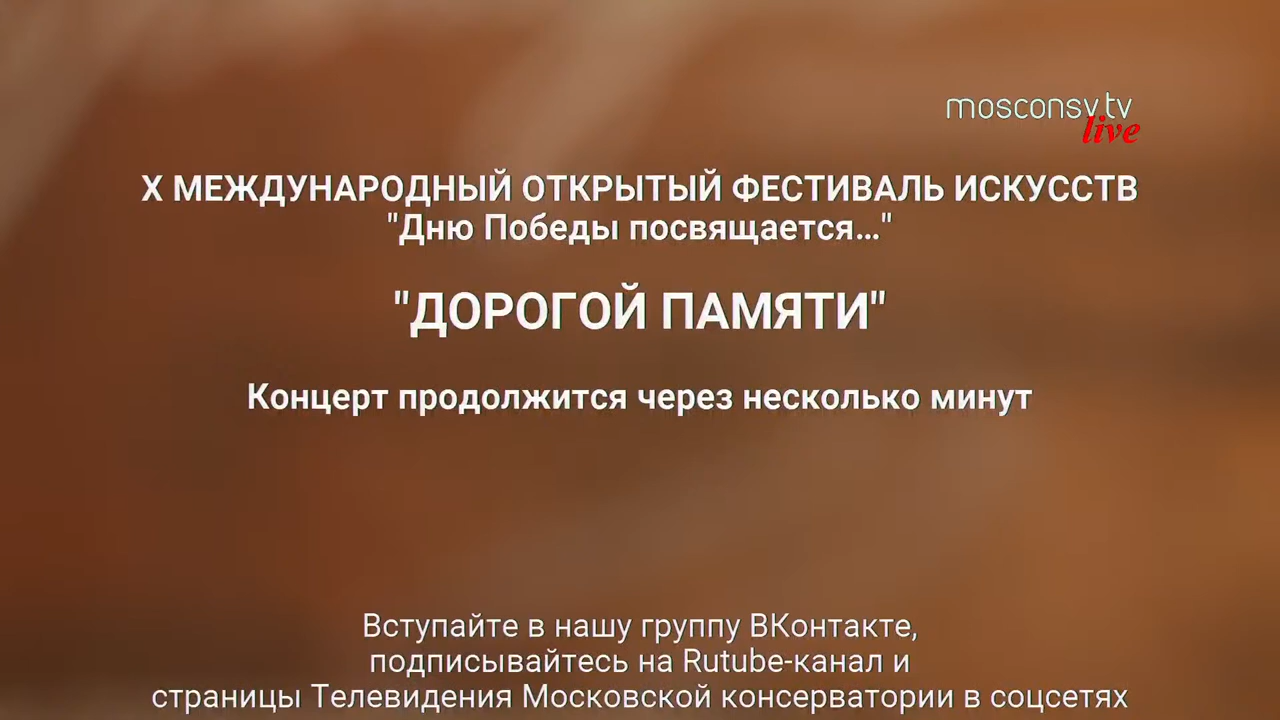 mosconsv.tv
live
X МЕЖДУНАРОДНЫЙ ОТКРЫТЫЙ ФЕСТИВАЛЬ ИСКУССТВ
"Дню Победы посвящается..."
"ДОРОГОЙ ПАМЯТИ"
Концерт продолжится через несколько минут
Вступайте в нашу группу ВКонтакте,
подписывайтесь на Rutube-канал и
страницы Телевидения Московской консерватории в соцсетях